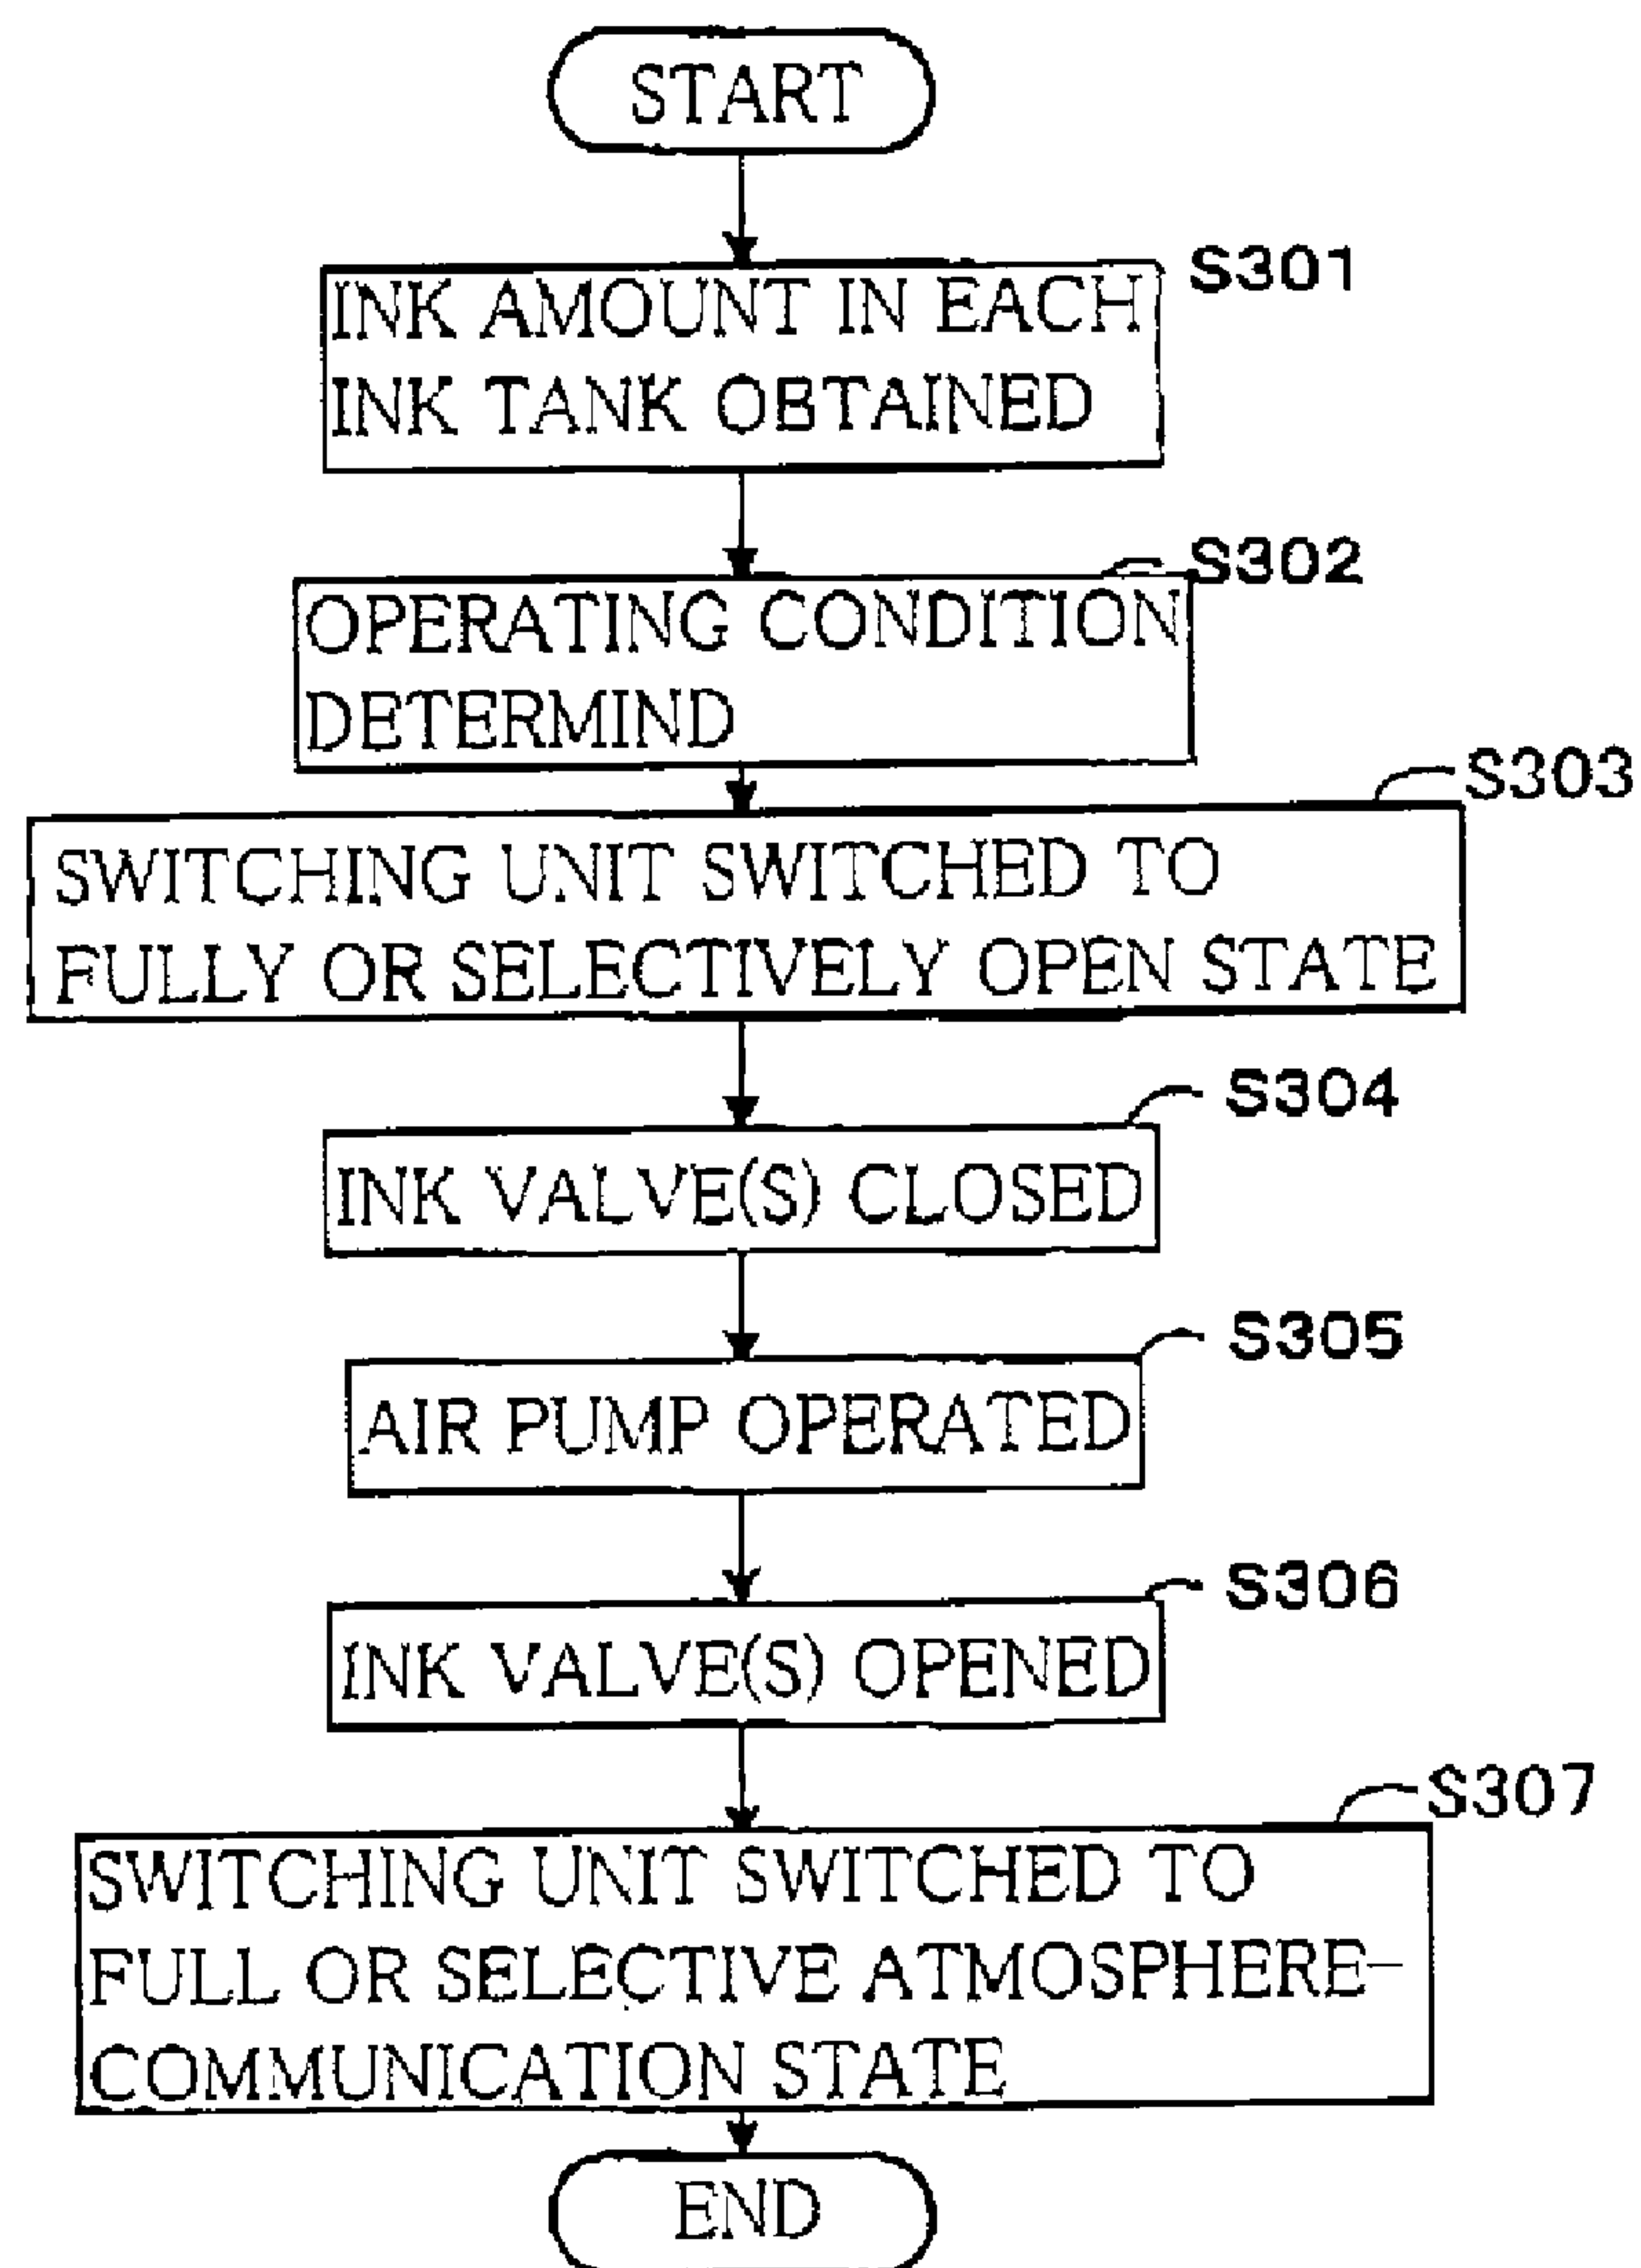 START
S301
INK AMOUNT IN EACH
INK TANK OBTAINED
S302
OPERATING CONDITION
DETERMIND
S303
SWITCHING UNIT SWITCHED TO
FULLY OR SELECTIVELY OPEN STATE
S304
INK VALVE(S) CLOSED
S305
AIR PUMP OPERATED
S306
INK VALVE(S) OPENED
S307
SWITCHING UNIT SWITCHED TO
FULL OR SELECTIVE ATMOSPHERE-
COMMUNICATION STATE
END